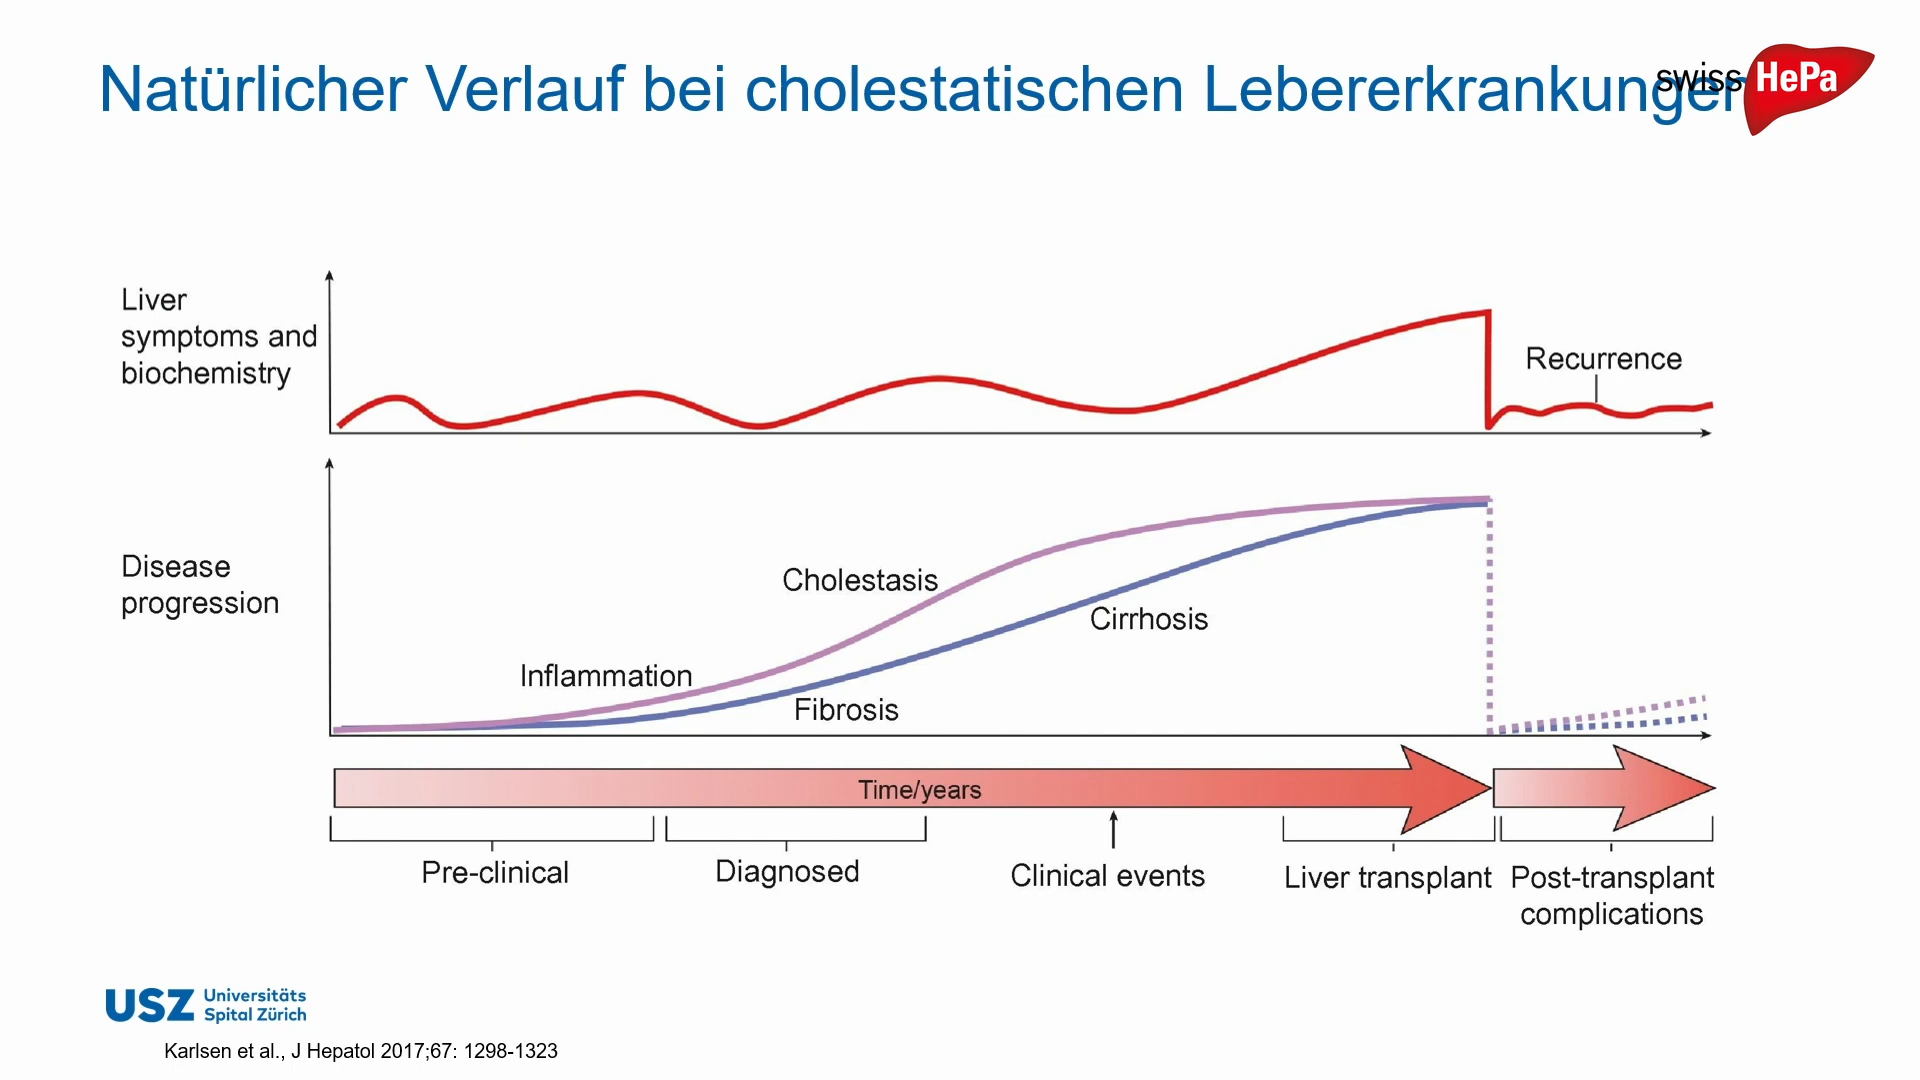 Natürlicher Verlauf bei cholestatischen Lebererkrankungen
swiss HePa
Liver
symptoms and
biochemistry
Recurrence
Disease
progression
Cholestasis
Cirrhosis
Inflammation
Fibrosis
Time/years
Pre-clinical
Diagnosed
Clinical events
Liver transplant
Post-transplant
complications
USZ Universitäts
Spital Zürich
Karlsen et al., J Hepatol 2017;67: 1298-1323